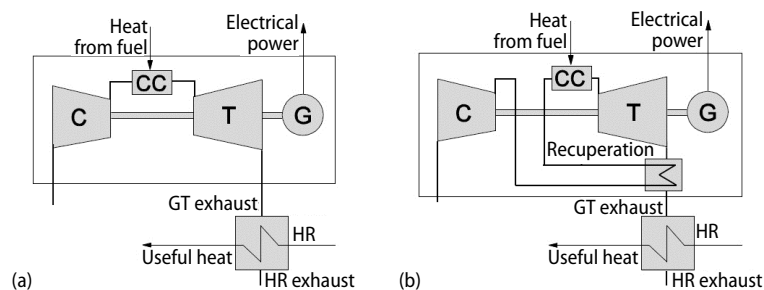 Heat
from fuel
Electrical
power
CC
C
T
G
GT exhaust
HR
Useful heat
HR exhaust
(a)
Heat
from fuel
Electrical
power
CC
C
T
G
Recuperation
GT exhaust
HR
Useful heat
HR exhaust
(b)